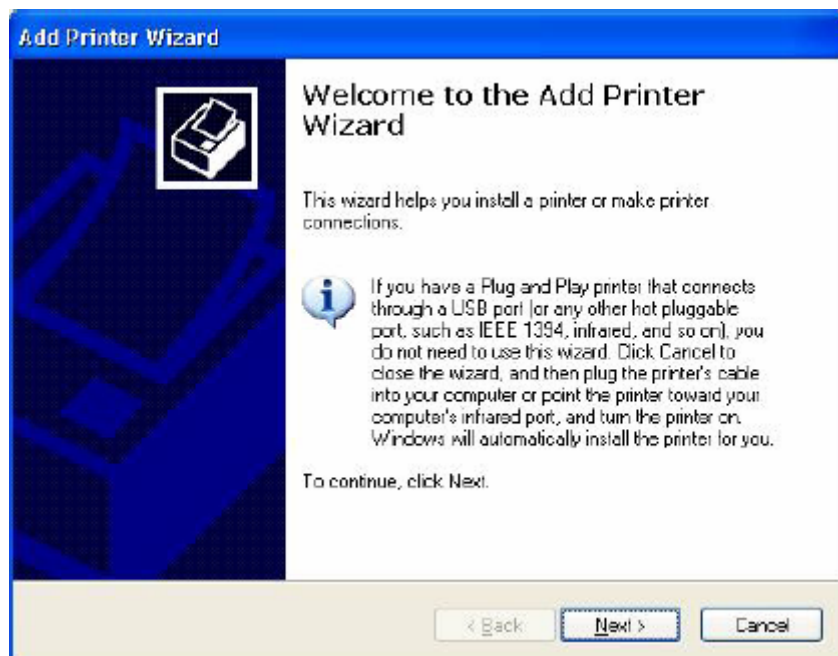 Add Printer Wizard
Welcome to the Add Printer
Wizard
This wizard helps you install a printer or make printer
connections.
If you have a Plug and Play printer that connects
through a USB port (or any other hot pluggable
port, such as IEEE 1394, infrared, and so on), you
do not need to use this wizard. Click Cancel to
close the wizard, and then plug the printer's cable
into your computer or point the printer toward your
computer's infrared port, and turn the printer on.
Windows will automatically install the printer for you.
To continue, click Next.
< Back
Next >
Cancel